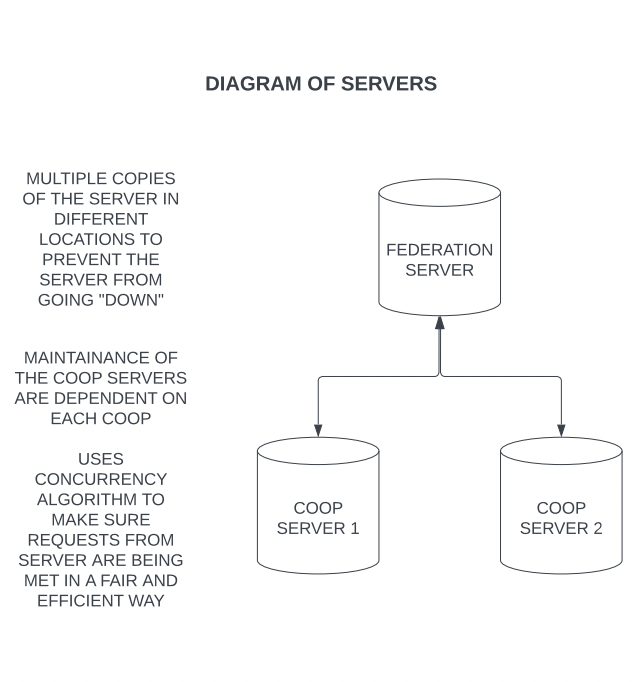 DIAGRAM OF SERVERS
MULTIPLE COPIES
OF THE SERVER IN
DIFFERENT
LOCATIONS TO
PREVENT THE
SERVER FROM
GOING "DOWN"
MAINTAINANCE OF
THE COOP SERVERS
ARE DEPENDENT ON
EACH COOP
USES
CONCURRENCY
ALGORITHM TO
MAKE SURE
REQUESTS FROM
SERVER ARE BEING
MET IN A FAIR AND
EFFICIENT WAY
FEDERATION
SERVER
COOP
SERVER 1
COOP
SERVER 2